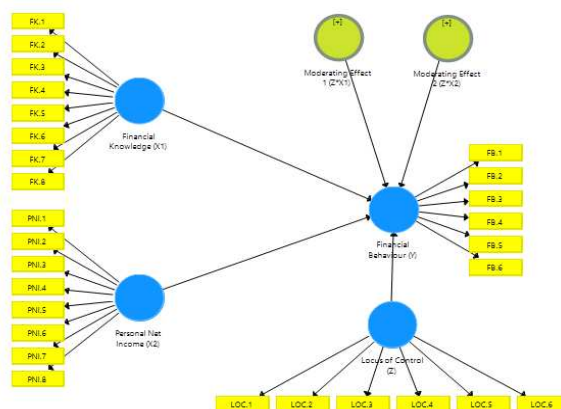 FK.1
FK.2
FK.3
FK.4
FK.5
FK.6
FK.7
FK.8
Financial
Knowledge (X1)
[+]
Moderating Effect
1 (Z*X1)
[+]
Moderating Effect
2 (Z*X2)
FB.1
FB.2
FB.3
FB.4
FB.5
FB.6
Financial
Behaviour (Y)
PNI.1
PNI.2
PNI.3
PNI.4
PNI.5
PNI.6
PNI.7
PNI.8
Personal Net
Income (X2)
Locus of Control
(Z)
LOC.1
LOC.2
LOC.3
LOC.4
LOC.5
LOC.6